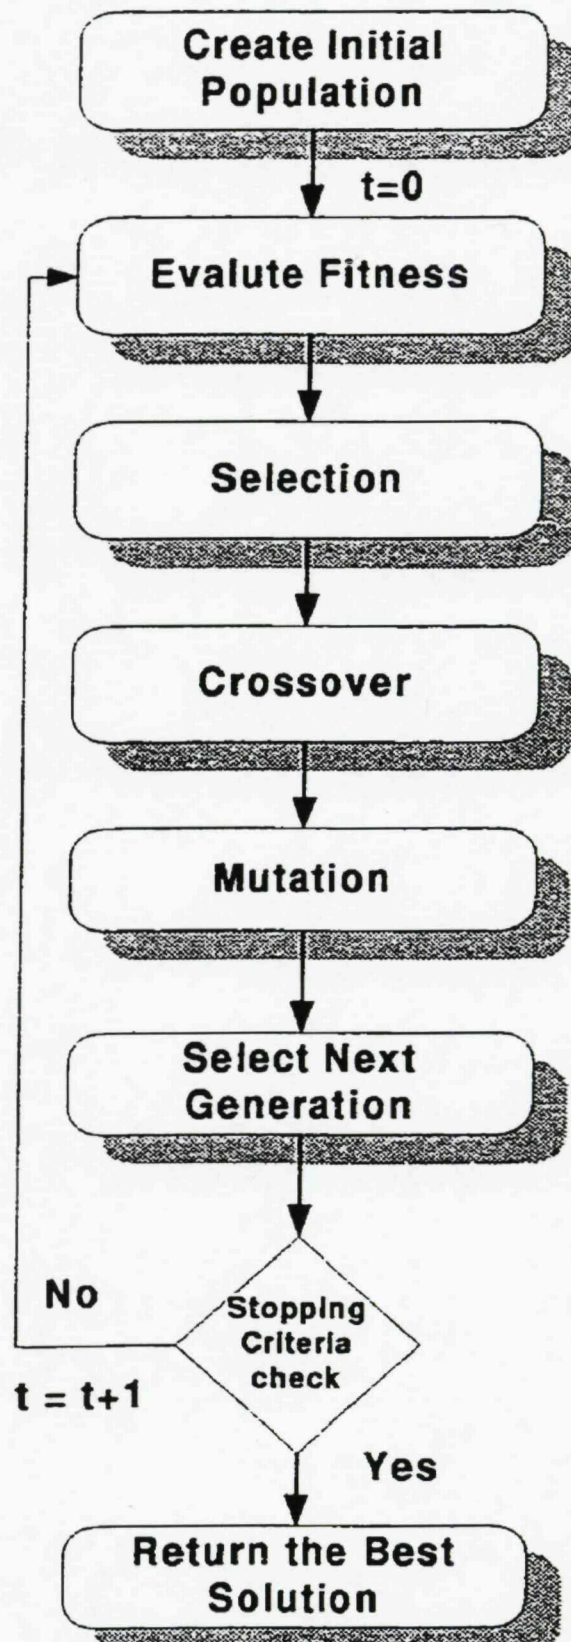 Create Initial
Population
t=0
Evalute Fitness
Selection
Crossover
Mutation
Select Next
Generation
No
Stopping
Criteria
check
t = t+1
Yes
Return the Best
Solution